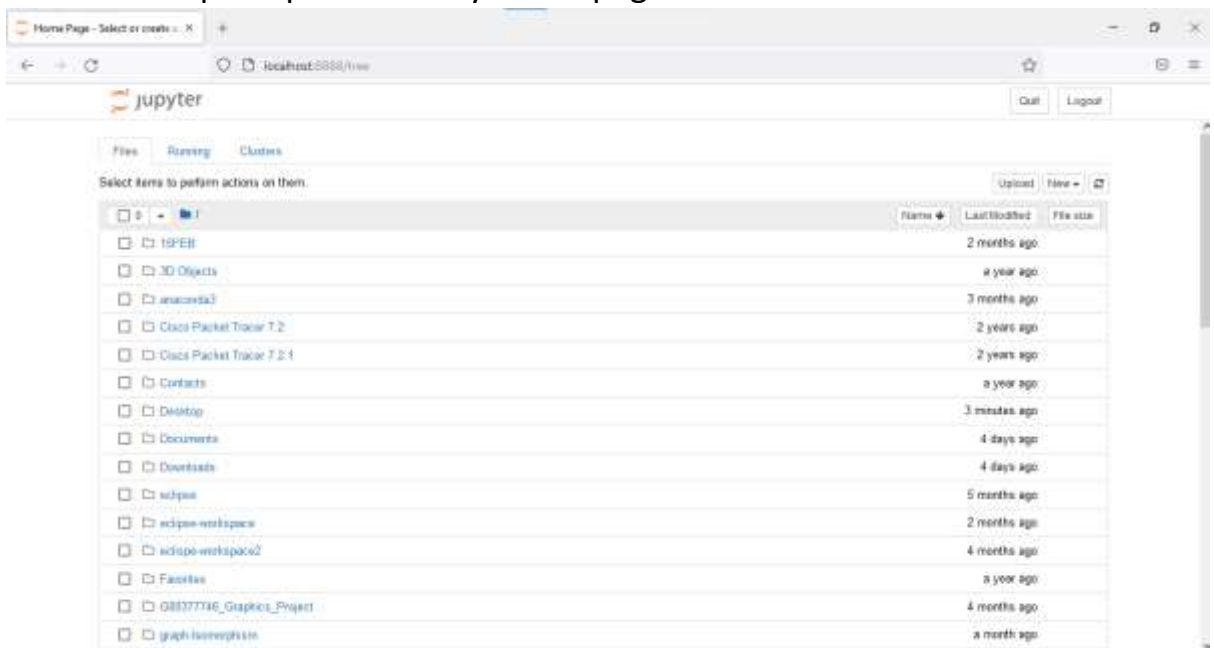 Home Page - Select or create a
localhost:8888/tree
jupyter
Quit Logout
Files Running Clusters
Select items to perform actions on them.
Upload New
0 /
Name Last Modified File size
16FEB 2 months ago
3D Objects a year ago
anaconda3 3 months ago
Cisco Packet Tracer 7.2 2 years ago
Cisco Packet Tracer 7.2.1 2 years ago
Contacts a year ago
Desktop 3 minutes ago
Documents 4 days ago
Downloads 4 days ago
eclipse 5 months ago
eclipse-workspace 2 months ago
eclispe-workspace2 4 months ago
Favorites a year ago
4 months ago
graph-isomorphism a month ago